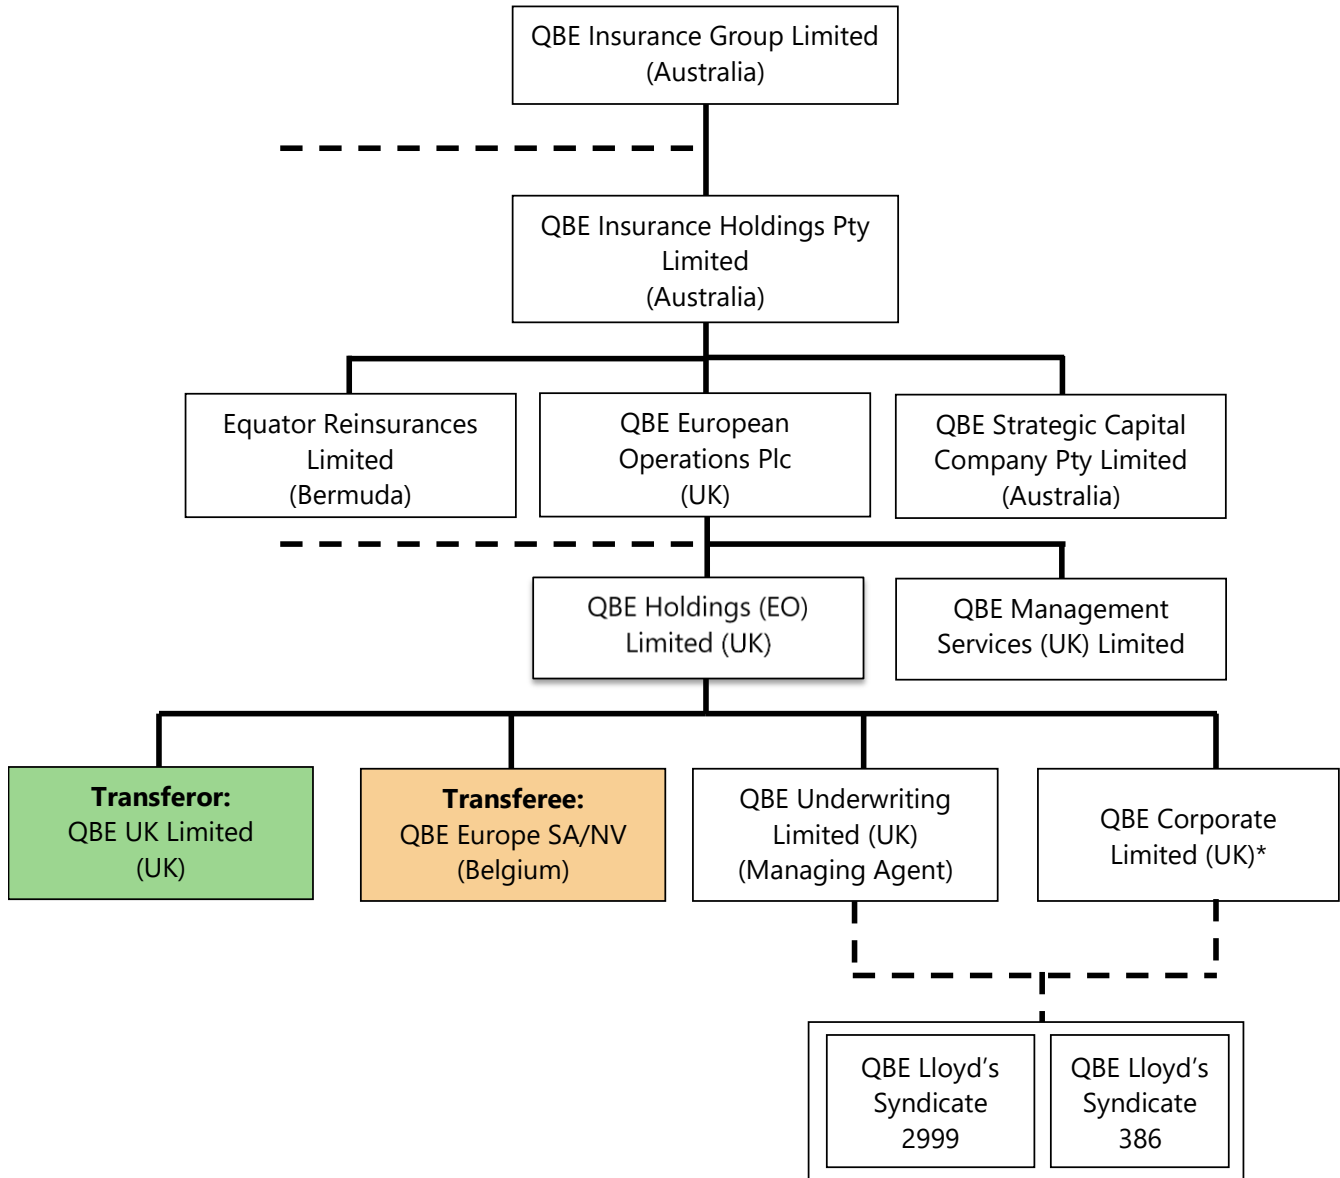 QBE Insurance Group Limited
(Australia)
QBE Insurance Holdings Pty
Limited
(Australia)
Equator Reinsurances
Limited
(Bermuda)
QBE European
Operations Plc
(UK)
QBE Strategic Capital
Company Pty Limited
(Australia)
QBE Holdings (EO)
Limited (UK)
QBE Management
Services (UK) Limited
Transferor:
QBE UK Limited
(UK)
Transferee:
QBE Europe SA/NV
(Belgium)
QBE Underwriting
Limited (UK)
(Managing Agent)
QBE Corporate
Limited (UK)*
QBE Lloyd’s
Syndicate
2999
QBE Lloyd’s
Syndicate
386